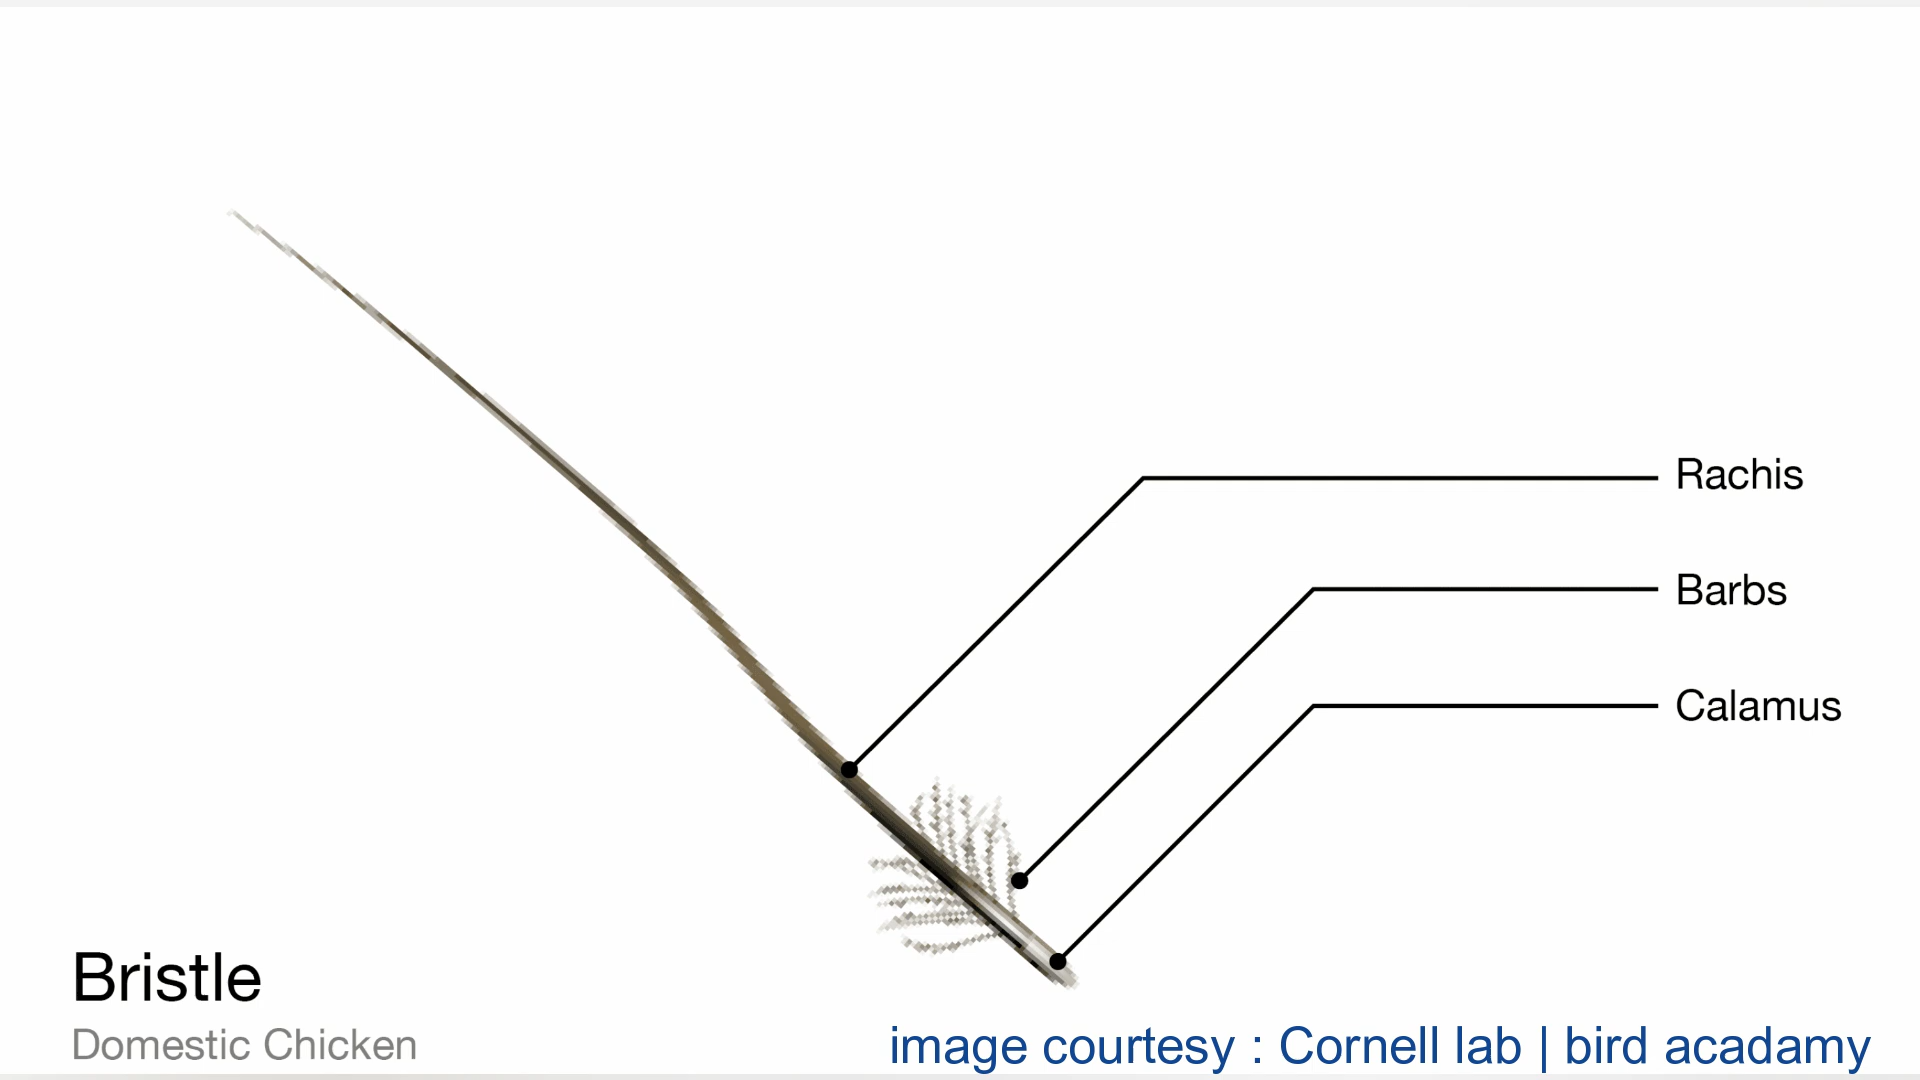 Rachis
Barbs
Calamus
Bristle
Domestic Chicken
image courtesy : Cornell lab | bird acadamy